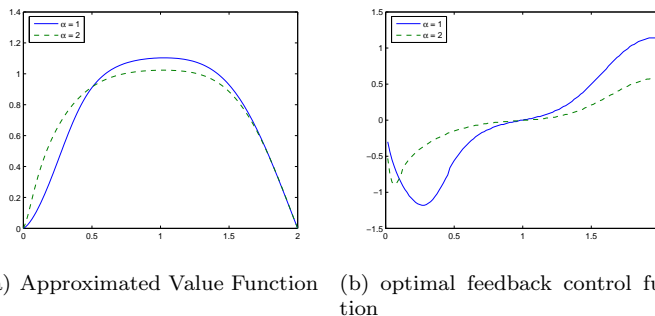 1.4
1.2
1
0.8
0.6
0.4
0.2
0
0 0.5 1 1.5 2
α = 1
α = 2
1.5
1
0.5
0
−0.5
−1
−1.5
0 0.5 1 1.5
α = 1
α = 2
) Approximated Value Function
(b) optimal feedback control fu
tion